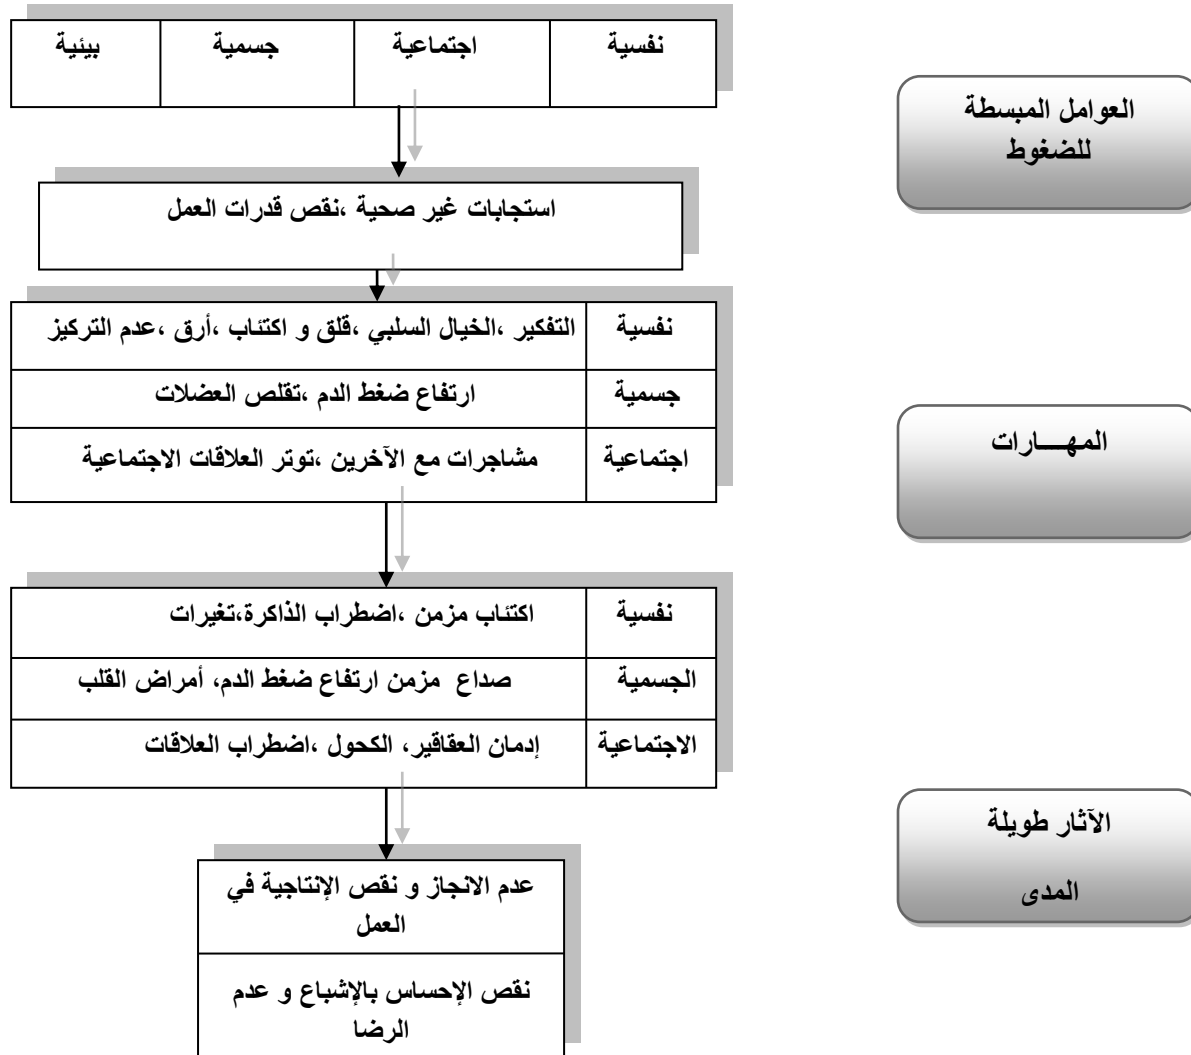 نفسية اجتماعية جسمية بيئية
العوامل المبسطة
للضغوط
استجابات غير صحية ،نقص قدرات العمل
نفسية التفكير ،الخيال السلبي ،قلق و اكتئاب ،أرق ،عدم التركيز
جسمية ارتفاع ضغط الدم ،تقلص العضلات
اجتماعية مشاجرات مع الآخرين ،توتر العلاقات الاجتماعية
المهـــارات
نفسية اكتئاب مزمن ،اضطراب الذاكرة،تغيرات
الجسمية صداع مزمن ارتفاع ضغط الدم، أمراض القلب
الاجتماعية إدمان العقاقير، الكحول ،اضطراب العلاقات
الآثار طويلة
المدى
عدم الانجاز و نقص الإنتاجية في
العمل
نقص الإحساس بالإشباع و عدم
الرضا